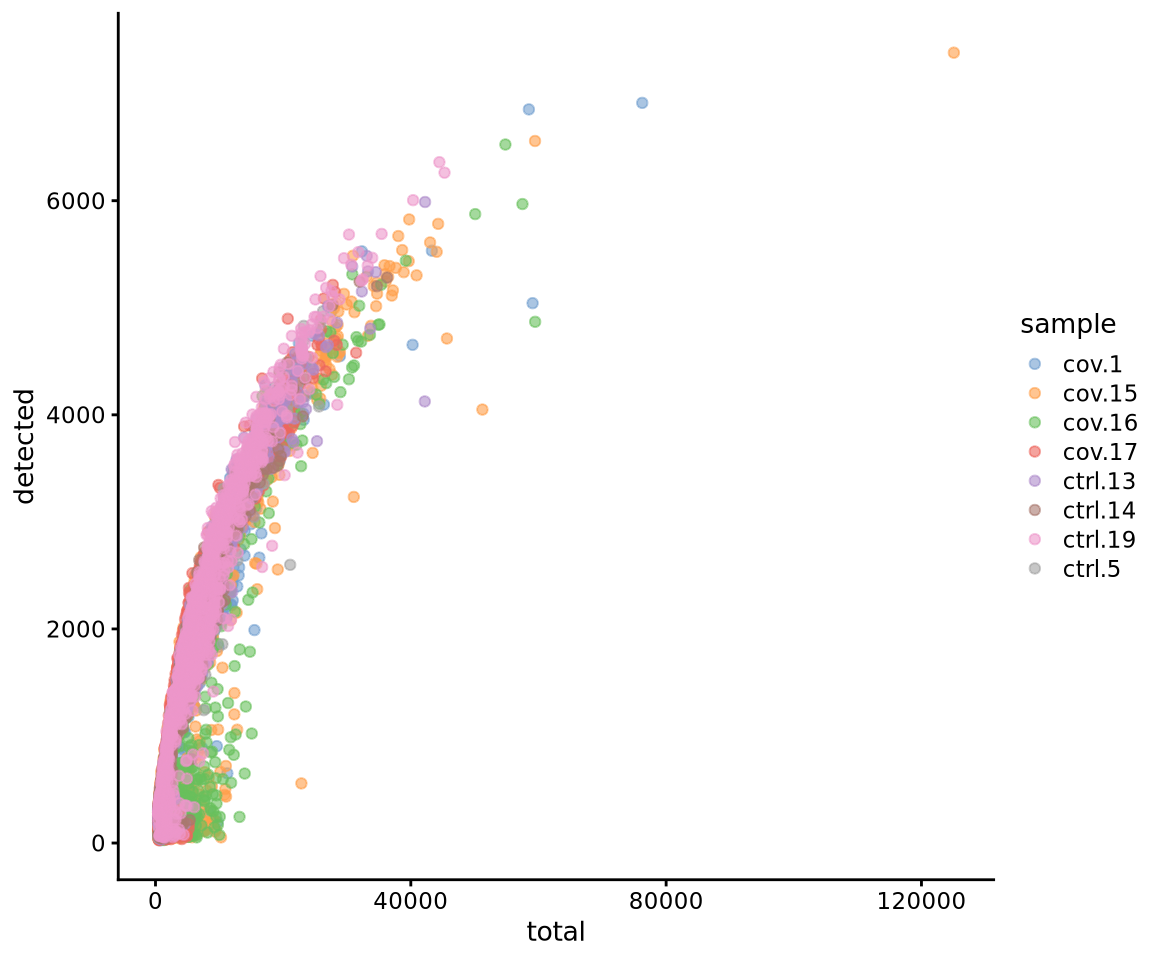 detected
6000
4000
2000
0
0
40000
80000
120000
total
sample
cov.1
cov.15
cov.16
cov.17
ctrl.13
ctrl.14
ctrl.19
ctrl.5